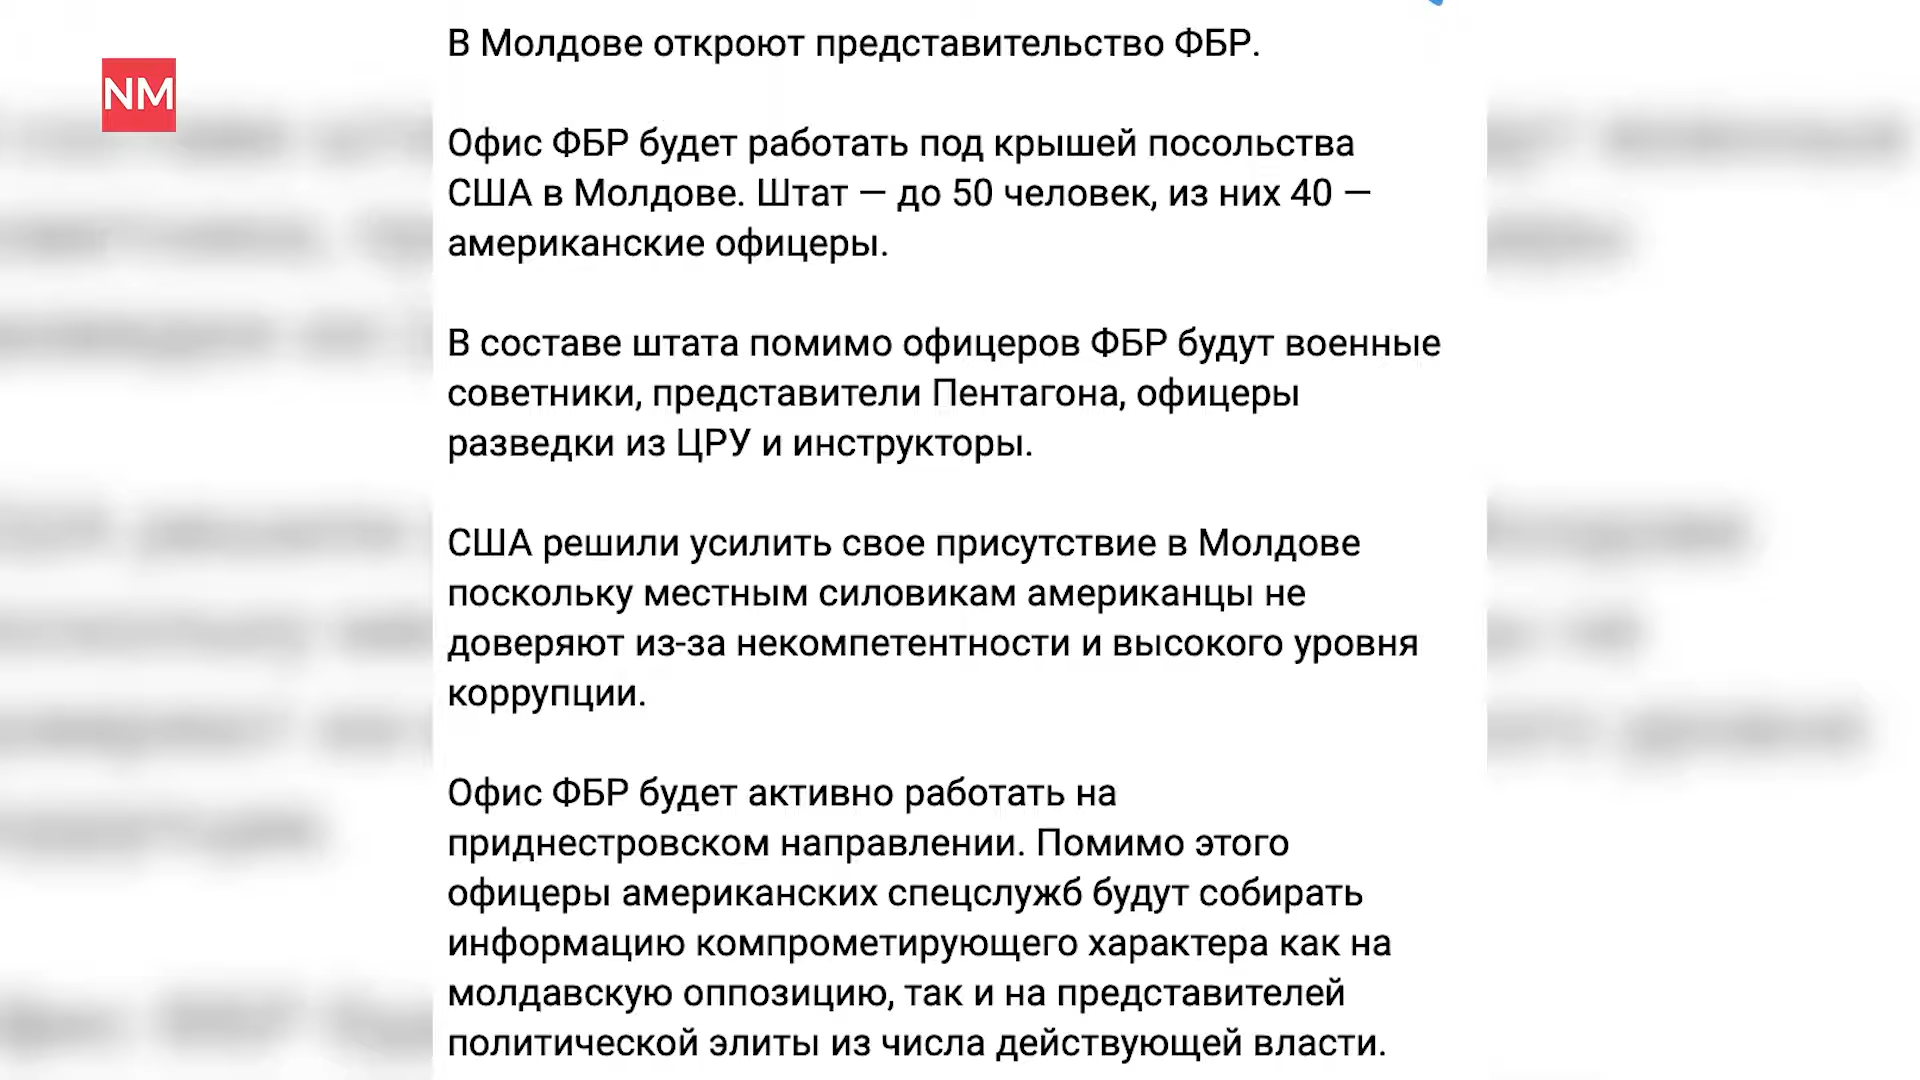 NM
В Молдове откроют представительство ФБР.
Офис ФБР будет работать под крышей посольства
США в Молдове. Штат — до 50 человек, из них 40 —
американские офицеры.
В составе штата помимо офицеров ФБР будут военные
советники, представители Пентагона, офицеры
разведки из ЦРУ и инструкторы.
США решили усилить свое присутствие в Молдове
поскольку местным силовикам американцы не
доверяют из-за некомпетентности и высокого уровня
коррупции.
Офис ФБР будет активно работать на
приднестровском направлении. Помимо этого
офицеры американских спецслужб будут собирать
информацию компрометирующего характера как на
молдавскую оппозицию, так и на представителей
политической элиты из числа действующей власти.